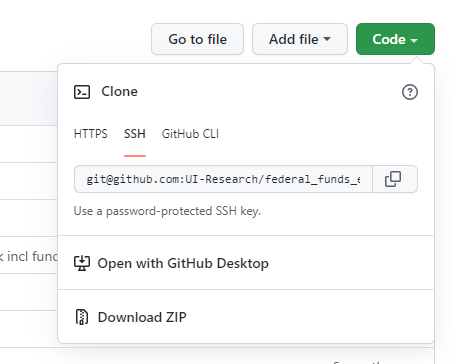 Go to file
Add file
Code
Clone
HTTPS
SSH
GitHub CLI
git@github.com:UI-Research/federal_funds_e
Use a password-protected SSH key.
incl fund
Open with GitHub Desktop
Download ZIP